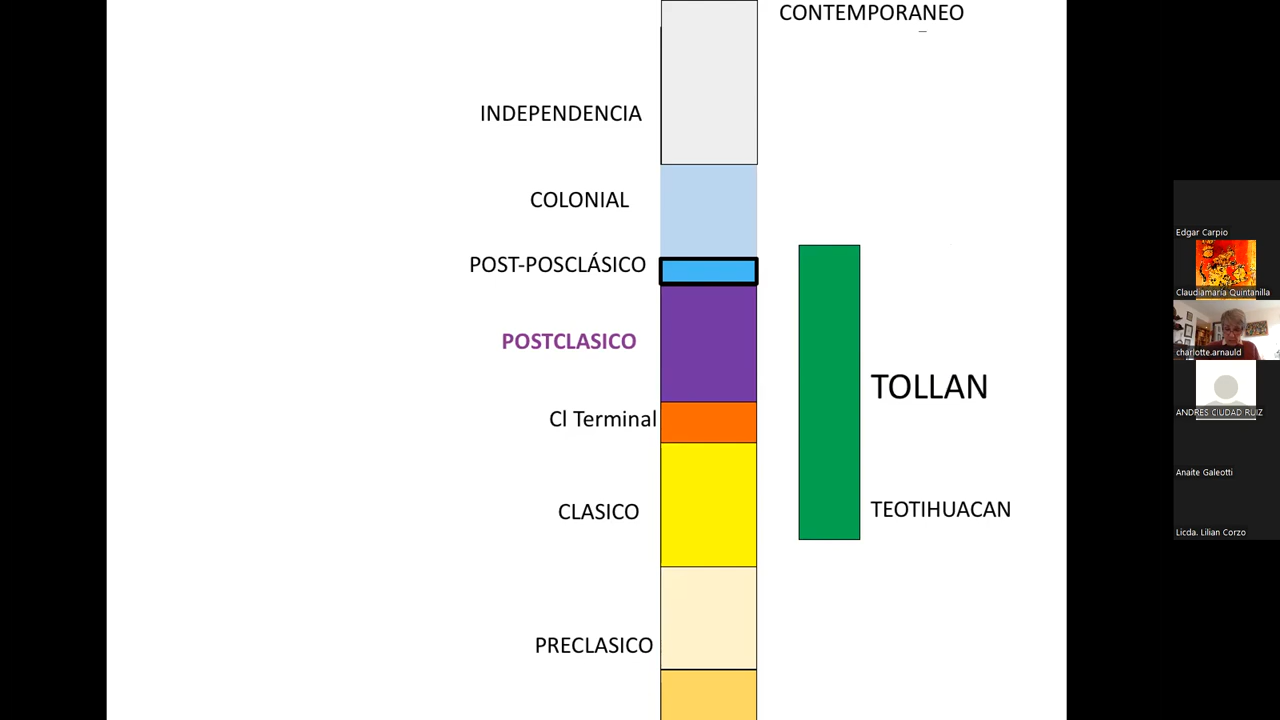 CONTEMPORANEO
INDEPENDENCIA
COLONIAL
POST-POSCLÁSICO
POSTCLASICO
TOLLAN
Cl Terminal
CLASICO
TEOTIHUACAN
PRECLASICO
Edgar Carpio
Claudiamaría Quintanilla
charlotte.arnauld
ANDRES CIUDAD RUIZ
Anaite Galeotti
Licda. Lilian Corzo